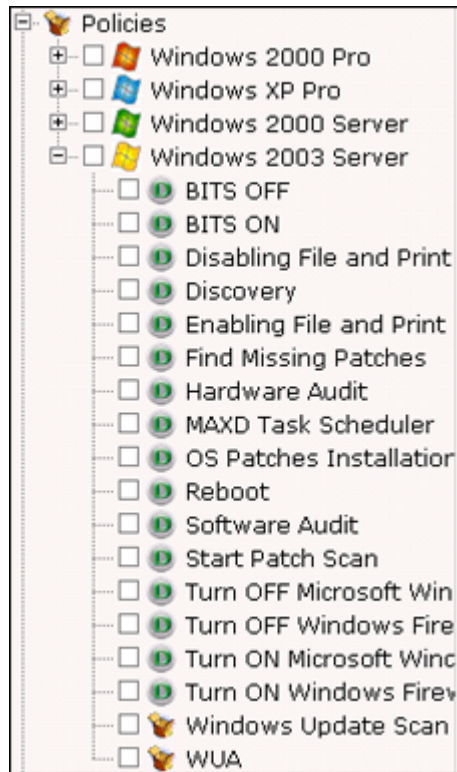 Policies
Windows 2000 Pro
Windows XP Pro
Windows 2000 Server
Windows 2003 Server
D BITS OFF
D BITS ON
D Disabling File and Print
D Discovery
D Enabling File and Print
D Find Missing Patches
D Hardware Audit
D MAXD Task Scheduler
D OS Patches Installation
D Reboot
D Software Audit
D Start Patch Scan
D Turn OFF Microsoft Win
D Turn OFF Windows Fire
D Turn ON Microsoft Winc
D Turn ON Windows Firew
Windows Update Scan
WUA